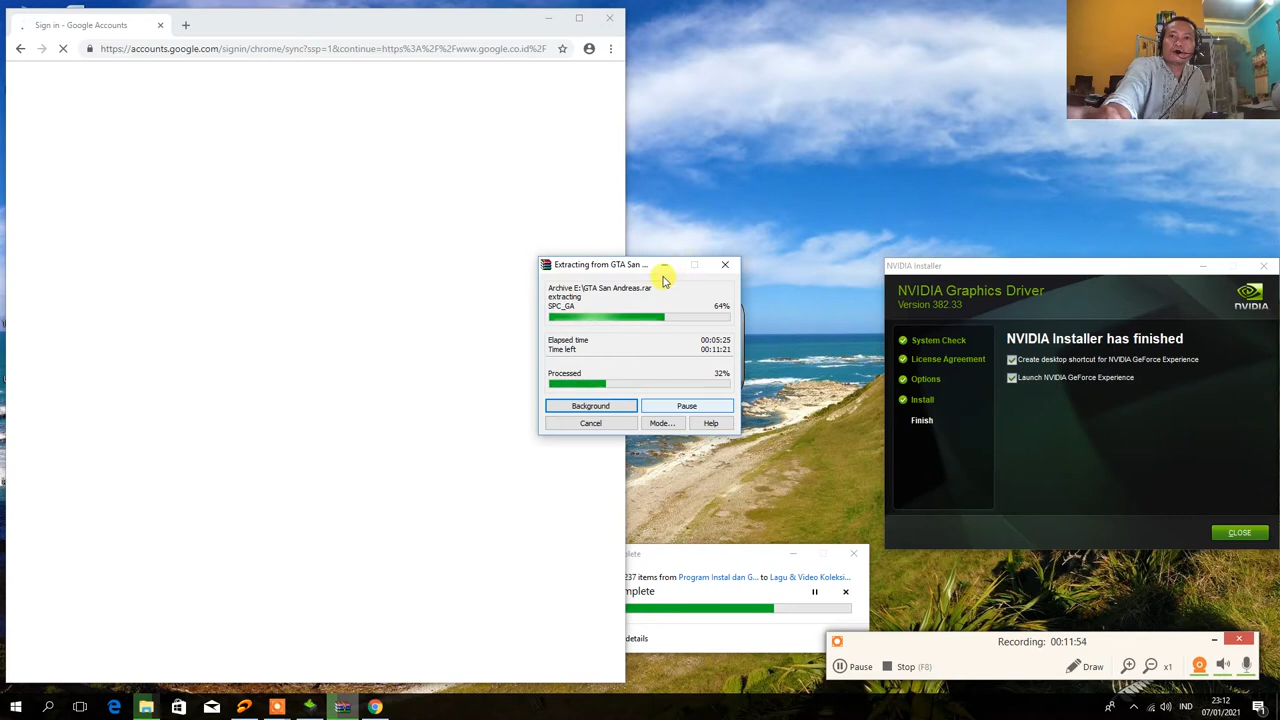 Sign in - Google Accounts
https://accounts.google.com/signin/chrome/sync?ssp=1&continue=https%3A%2F%2Fwww.google.co.id%2F
Extracting from GTA San ...
Archive E:\GTA San Andreas.rar
extracting
SPC_GA 64%
Elapsed time 00:05:25
Time left 00:11:21
Processed 32%
Background Pause
Cancel Mode... Help
NVIDIA Installer
NVIDIA Graphics Driver
Version 382.33
NVIDIA
System Check
License Agreement
Options
Install
Finish
NVIDIA Installer has finished
Create desktop shortcut for NVIDIA GeForce Experience
Launch NVIDIA GeForce Experience
CLOSE
plete
237 items from Program Instal dan G... to Lagu & Video Koleksi...
mplete
details
Recording: 00:11:54
Pause Stop (F8) Draw x1
IND
23:12
07/01/2021